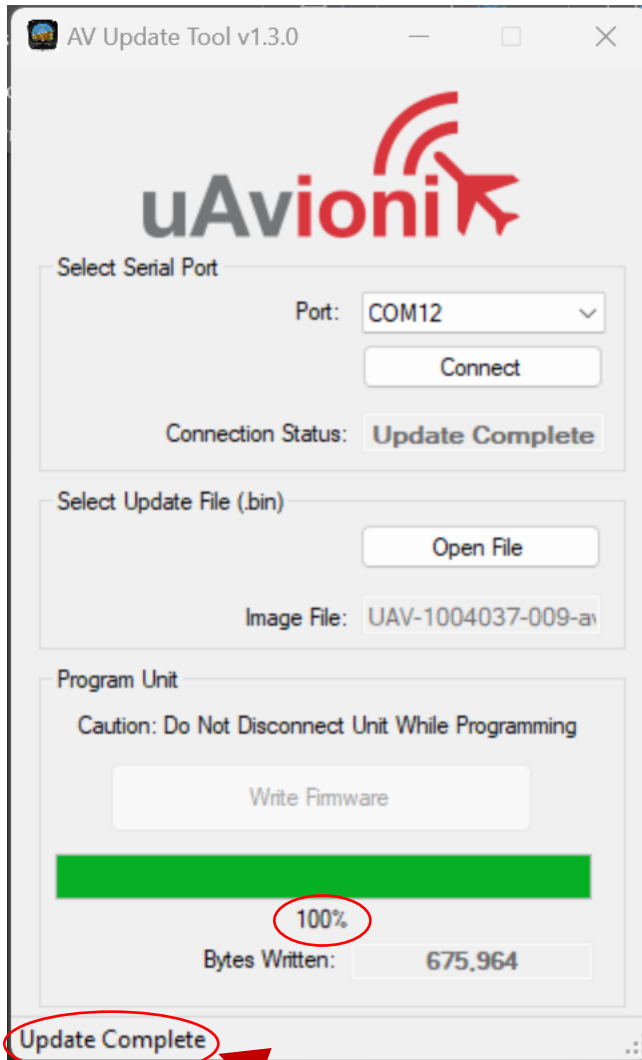 AV Update Tool v1.3.0
uAvioni
Select Serial Port
Port: COM12
Connect
Connection Status: Update Complete
Select Update File (.bin)
Open File
Image File: UAV-1004037-009-a
Program Unit
Caution: Do Not Disconnect Unit While Programming
Write Firmware
100%
Bytes Written: 675,964
Update Complete